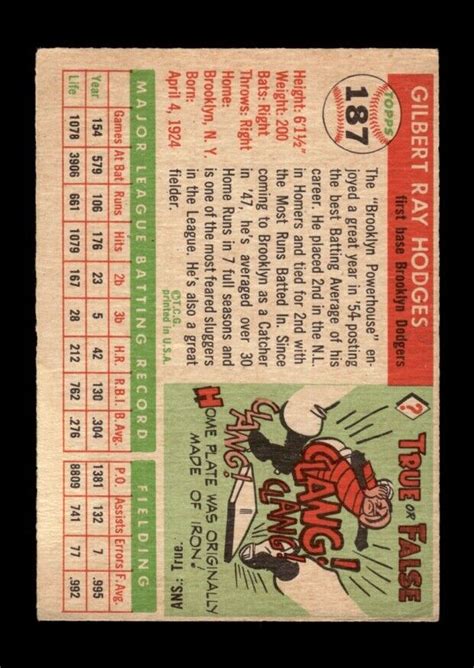 TOPPS
187
GILBERT RAY HODGES
first base Brooklyn Dodgers
Height: 6'1½"
Weight: 200
Bats: Right
Throws: Right
Home:
Brooklyn, N. Y.
Born:
April 4, 1924
The "Brooklyn Powerhouse" en-
joyed a great year in '54 posting
the best Batting Average of his
career. He placed 2nd in the N.L.
in Homers and tied for 2nd with
the Most Runs Batted In. Since
coming to Brooklyn as a Catcher
in '47, he's averaged over 30
Home Runs in 7 full seasons and
is one of the most feared sluggers
in the League. He's also a great
fielder.
©T.C.G.
printed in U.S.A.
?
TRUE OR FALSE
CLANG!
CLANG!
CLANG!
HOME PLATE WAS ORIGINALLY
MADE OF IRON?
ANS.: True.
MAJOR LEAGUE BATTING RECORD FIELDING
Games At Bat Runs Hits 2b 3b H.R. R.B.I. B.Avg. P.O. Assists Errors F.Avg.
Year 154 579 106 176 23 5 42 130 .304 1381 132 7 .995
Life 1078 3906 661 1079 167 28 212 762 .276 8809 741 77 .992